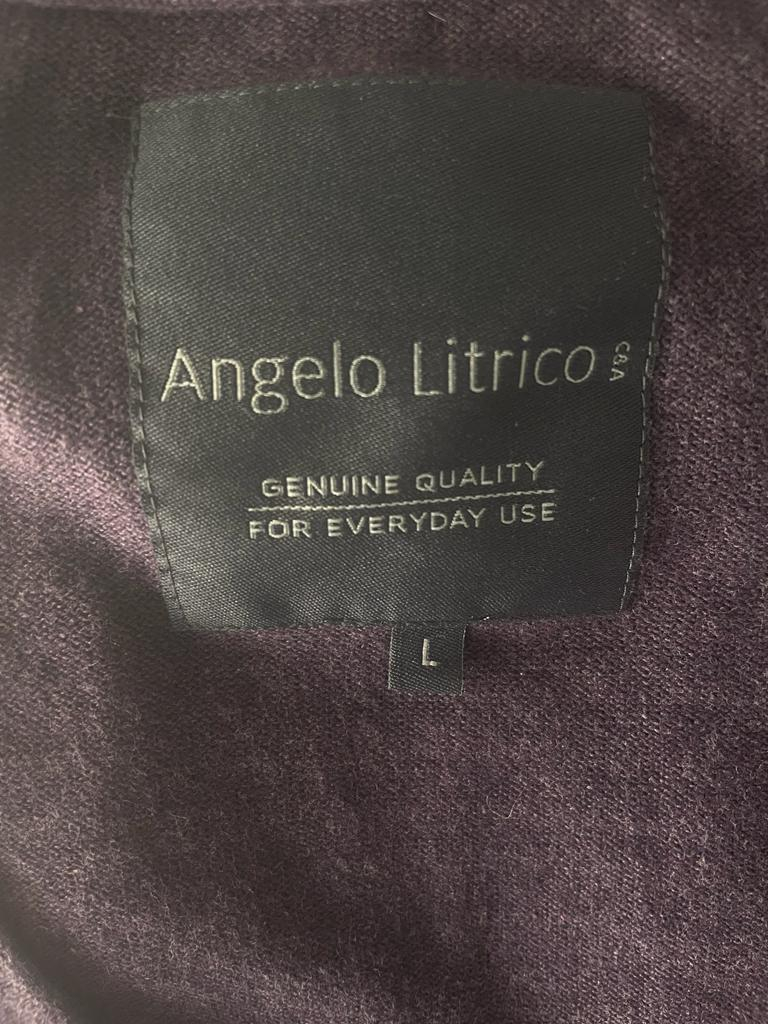 Angelo Litrico C&A
GENUINE QUALITY
FOR EVERYDAY USE
L